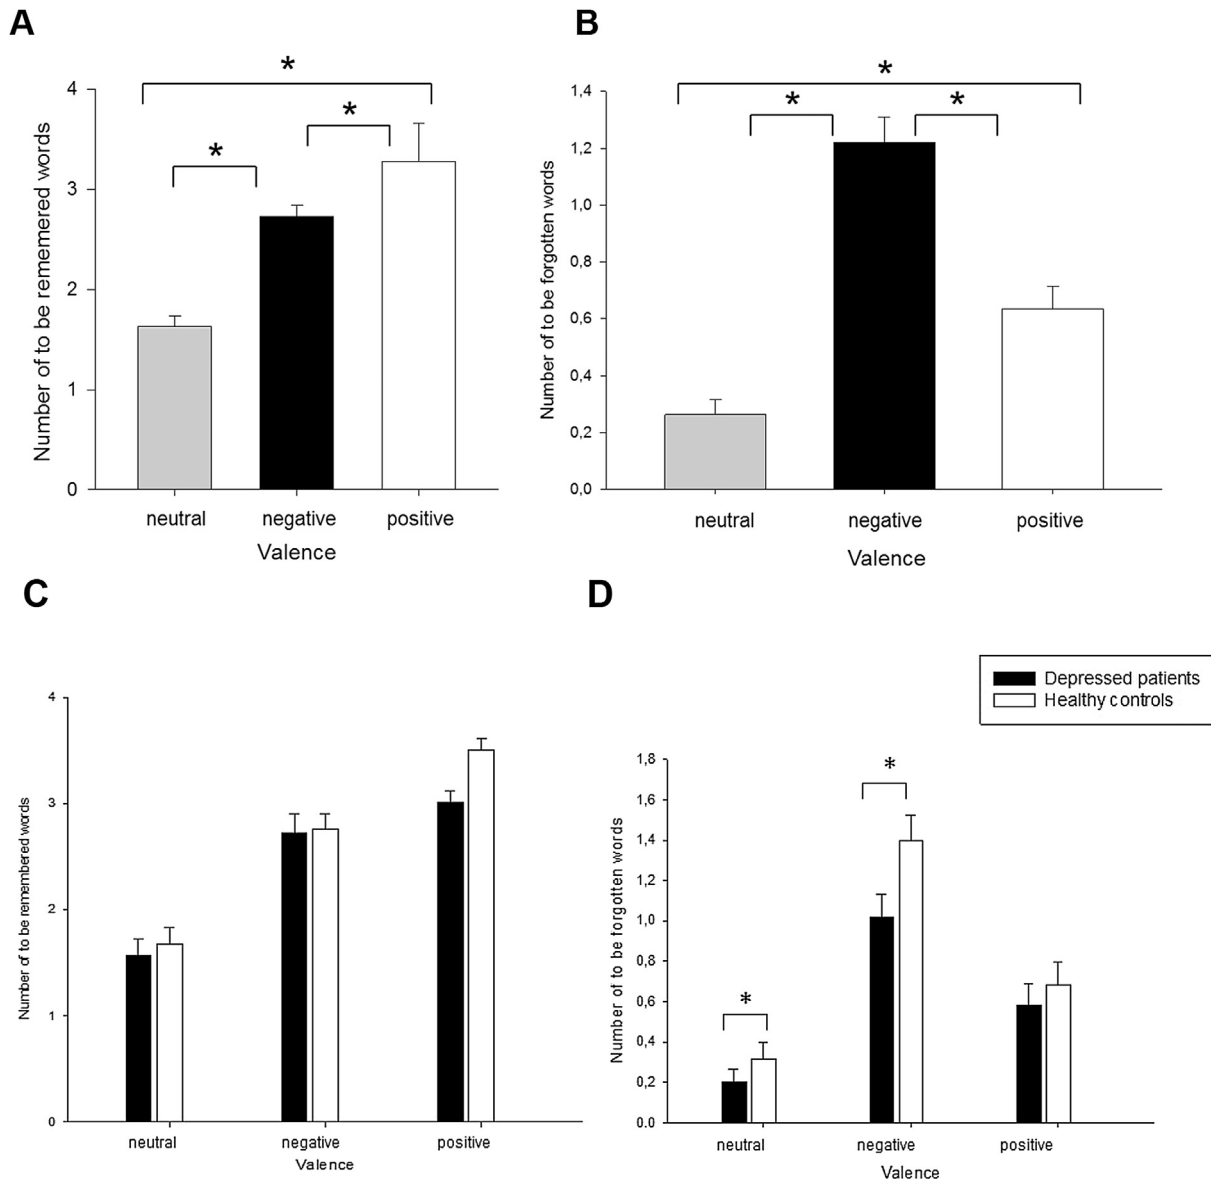 A
*
*
*
4
3
2
1
0
Number of to be rememered words
neutral negative positive
Valence
B
*
*
*
1,4
1,2
1,0
0,8
0,6
0,4
0,2
0,0
Number of to be forgotten words
neutral negative positive
Valence
C
4
3
2
1
0
Number of to be remembered words
neutral negative positive
Valence
D
Depressed patients
Healthy controls
*
*
1,8
1,6
1,4
1,2
1,0
0,8
0,6
0,4
0,2
0.0
Number of to be forgotten words
neutral negative positive
Valence